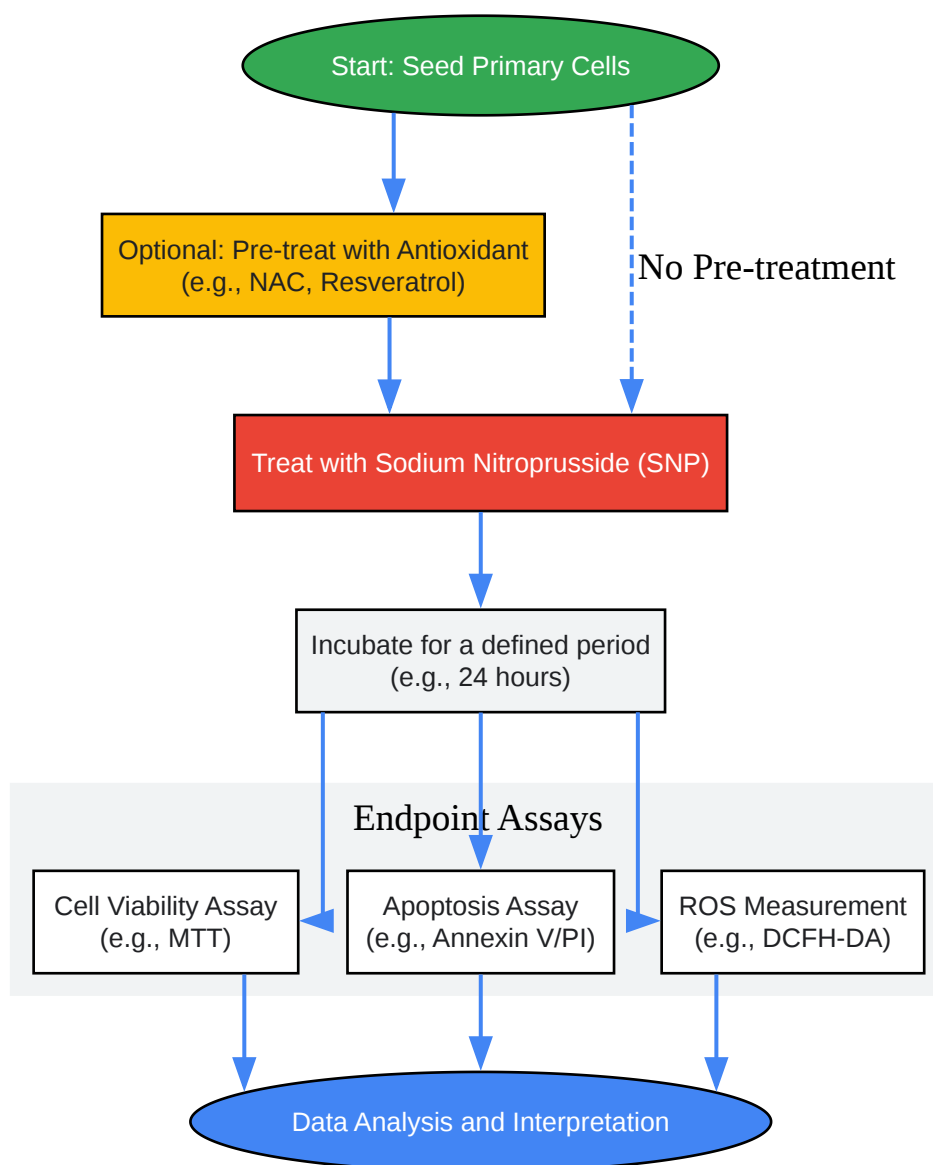 Start: Seed Primary Cells
Optional: Pre-treat with Antioxidant
(e.g., NAC, Resveratrol)
No Pre-treatment
Treat with Sodium Nitroprusside (SNP)
Incubate for a defined period
(e.g., 24 hours)
Endpoint Assays
Cell Viability Assay
(e.g., MTT)
Apoptosis Assay
(e.g., Annexin V/PI)
ROS Measurement
(e.g., DCFH-DA)
Data Analysis and Interpretation